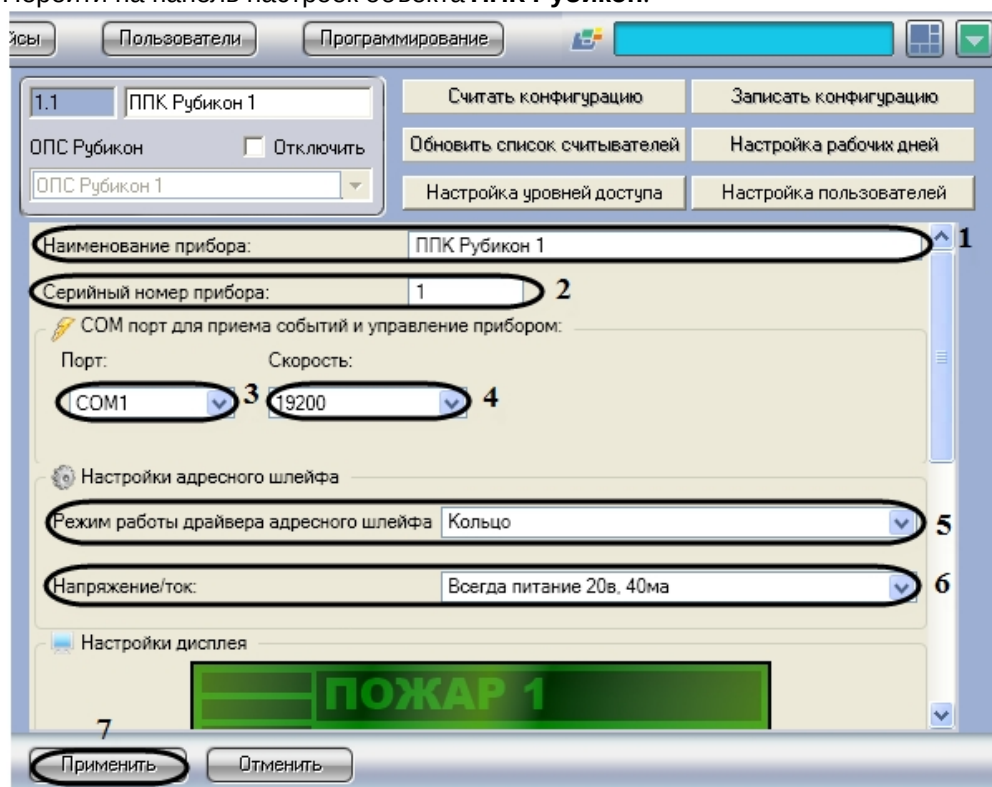 Перейти на панель настроек объекта ППК Рубикон.
йсы Пользователи Программирование
1.1 ППК Рубикон 1 Считать конфигурацию Записать конфигурацию
ОПС Рубикон Отключить Обновить список считывателей Настройка рабочих дней
ОПС Рубикон 1 Настройка уровней доступа Настройка пользователей
Наименование прибора: ППК Рубикон 1 1
Серийный номер прибора: 1 2
COM порт для приема событий и управление прибором:
Порт: Скорость:
COM1 3 19200 4
Настройки адресного шлейфа
Режим работы драйвера адресного шлейфа Кольцо 5
Напряжение/ток: Всегда питание 20в, 40ма 6
Настройки дисплея
ПОЖАР 1
7
Применить Отменить